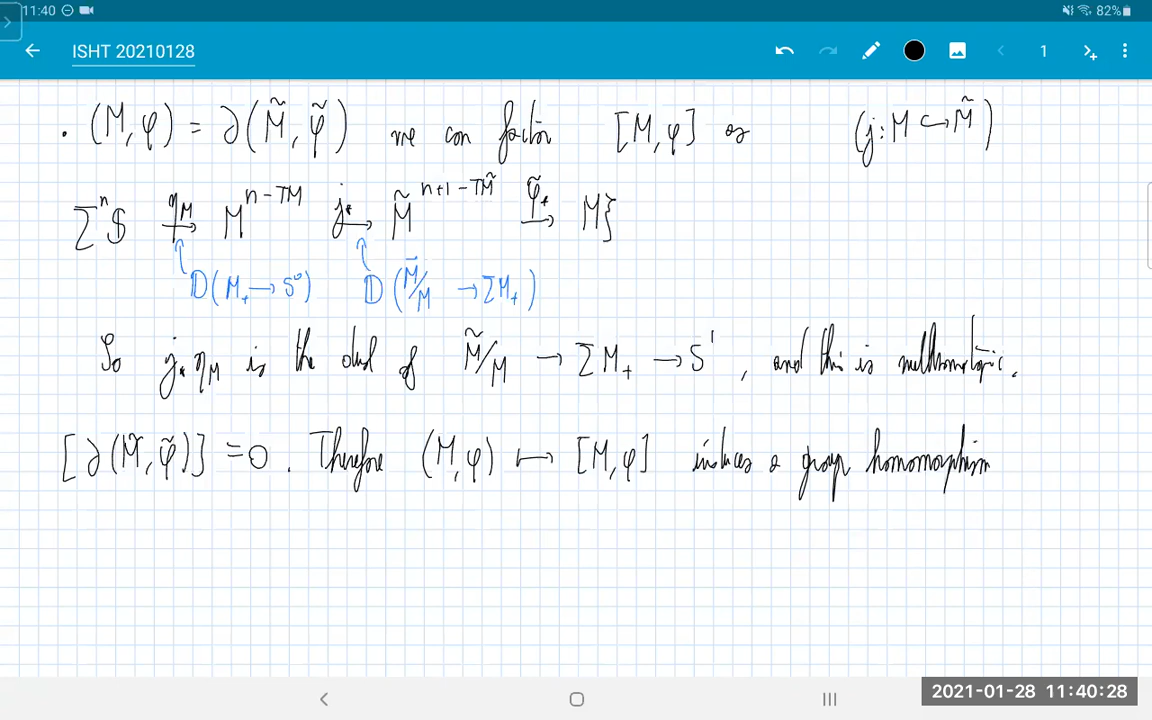 11:40
82%
ISHT 20210128
1
. (M, φ) = ∂(M̃, φ̃) we can factor [M, φ] as (j: M ↪ M̃)
Σⁿ𝕊 —η_M→ M^{n-TM} —j_*→ M̃^{n+1-TM̃} —φ̃_*→ M}
𝔻(M₊ → S⁰) 𝔻(M̃/M → ΣM₊)
So j_* η_M is the dual of M̃/M → ΣM₊ → S¹, and this is nullhomotopic.
[∂(M̃, φ̃)] = 0. Therefore (M, φ) ↦ [M, φ] induces a group homomorphism
2021-01-28 11:40:28